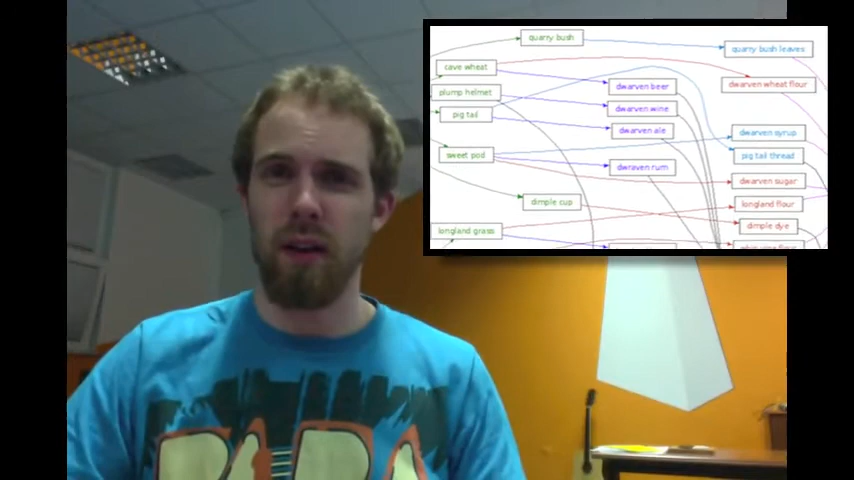 quarry bush
quarry bush leaves
cave wheat
dwarven wheat flour
plump helmet
dwarven beer
dwarven wine
pig tail
dwarven ale
dwarven syrup
sweet pod
pig tail thread
dwraven rum
dwarven sugar
dimple cup
longland flour
dimple dye
longland grass